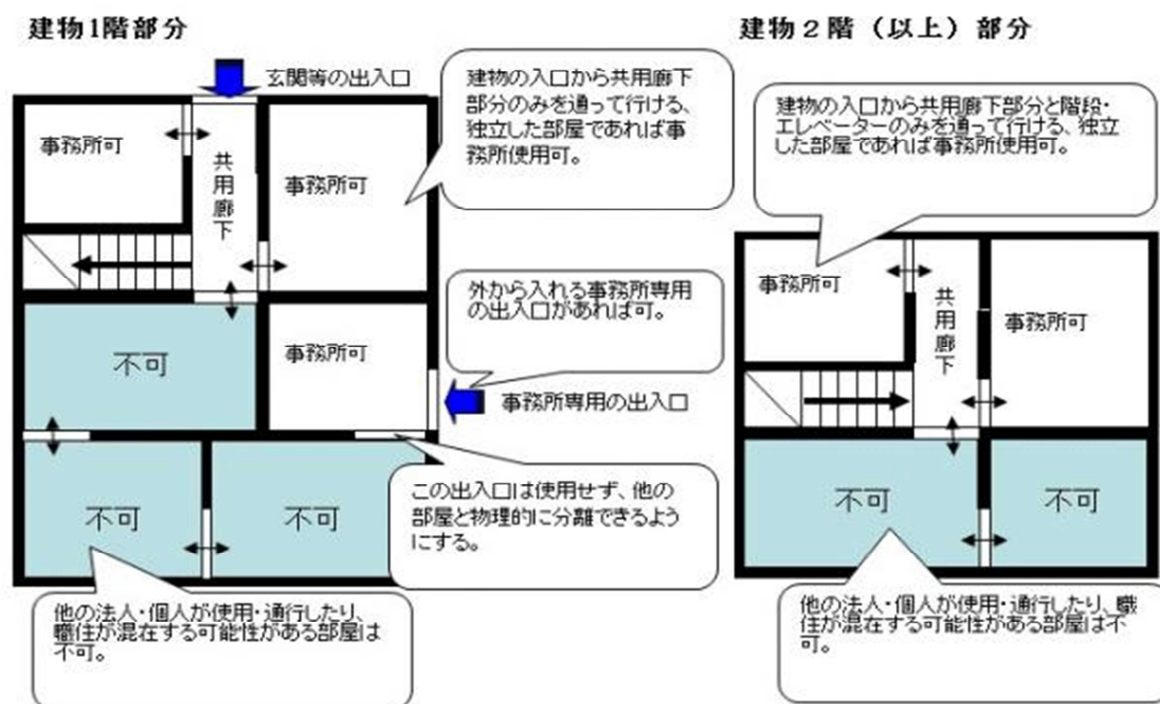 建物1階部分
玄関等の出入口
事務所可
共用廊下
事務所可
建物の入口から共用廊下
部分のみを通って行ける、
独立した部屋であれば事
務所使用可。
外から入れる事務所専用
の出入口があれば可。
不可
事務所可
事務所専用の出入口
不可
不可
この出入口は使用せず、他の
部屋と物理的に分離できるよう
にする。
他の法人・個人が使用・通行したり、
職住が混在する可能性がある部屋は
不可。
建物２階（以上）部分
建物の入口から共用廊下部分と階段・
エレベーターのみを通って行ける、独立
した部屋であれば事務所使用可。
事務所可
共用廊下
事務所可
不可
不可
他の法人・個人が使用・通行したり、職
住が混在する可能性がある部屋は不
可。